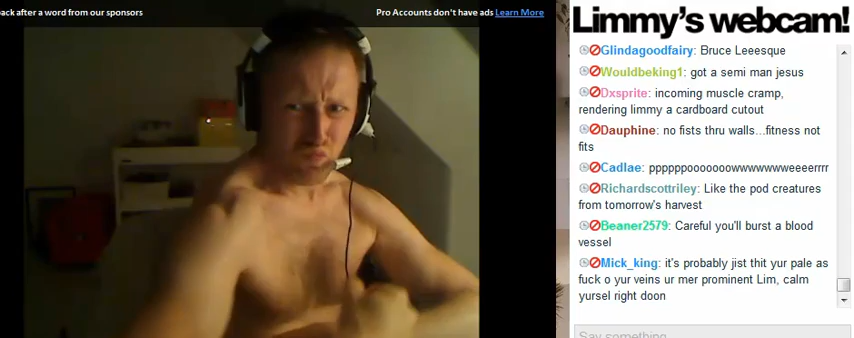 ack after a word from our sponsors
Pro Accounts don't have ads Learn More
Limmy's webcam!
Glindagoodfairy: Bruce Leeesque
Wouldbeking1: got a semi man jesus
Dxsprite: incoming muscle cramp,
rendering limmy a cardboard cutout
Dauphine: no fists thru walls...fitness not
fits
Cadlae: ppppppooooooowwwwwwweeeerrrr
Richardscottriley: Like the pod creatures
from tomorrow's harvest
Beaner2579: Careful you'll burst a blood
vessel
Mick_king: it's probably jist thit yur pale as
fuck o yur veins ur mer prominent Lim, calm
yursel right doon
Say something